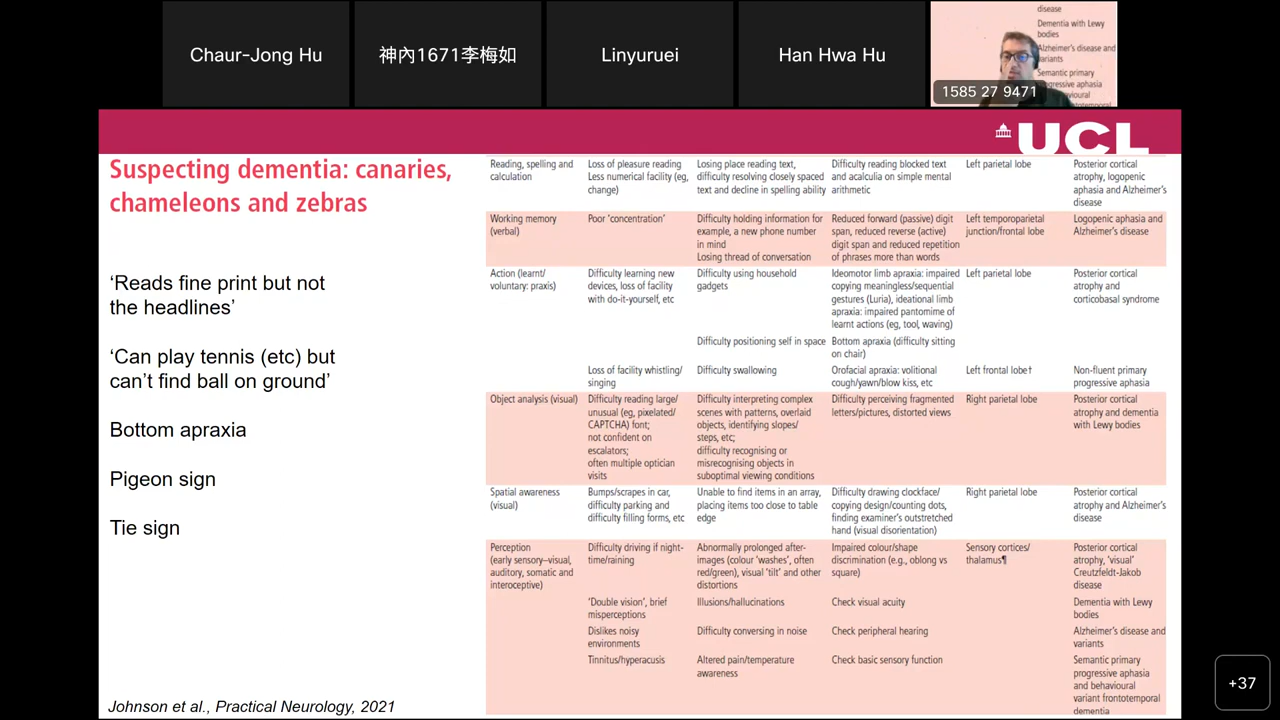 Chaur-Jong Hu
神內1671李梅如
Linyuruei
Han Hwa Hu
disease
Dementia with Lewy
bodies
Alzheimer's disease and
variants
Semantic primary
progressive aphasia
1585 27 9471
UCL
Suspecting dementia: canaries,
chameleons and zebras
'Reads fine print but not
the headlines'
'Can play tennis (etc) but
can't find ball on ground'
Bottom apraxia
Pigeon sign
Tie sign
Johnson et al., Practical Neurology, 2021
Reading, spelling and
calculation
Loss of pleasure reading
Less numerical facility (eg,
change)
Losing place reading text,
difficulty resolving closely spaced
text and decline in spelling ability
Difficulty reading blocked text
and acalculia on simple mental
arithmetic
Left parietal lobe
Posterior cortical
atrophy, logopenic
aphasia and Alzheimer's
disease
Working memory
(verbal)
Poor 'concentration'
Difficulty holding information for
example, a new phone number
in mind
Losing thread of conversation
Reduced forward (passive) digit
span, reduced reverse (active)
digit span and reduced repetition
of phrases more than words
Left temporoparietal
junction/frontal lobe
Logopenic aphasia and
Alzheimer's disease
Action (learnt/
voluntary: praxis)
Difficulty learning new
devices, loss of facility
with do-it-yourself, etc
Difficulty using household
gadgets
Ideomotor limb apraxia: impaired
copying meaningless/sequential
gestures (Luria), ideational limb
apraxia: impaired pantomime of
learnt actions (eg, tool, waving)
Left parietal lobe
Posterior cortical
atrophy and
corticobasal syndrome
Difficulty positioning self in space
Bottom apraxia (difficulty sitting
on chair)
Loss of facility whistling/
singing
Difficulty swallowing
Orofacial apraxia: volitional
cough/yawn/blow kiss, etc
Left frontal lobe†
Non-fluent primary
progressive aphasia
Object analysis (visual)
Difficulty reading large/
unusual (eg, pixelated/
CAPTCHA) font;
not confident on
escalators;
often multiple optician
visits
Difficulty interpreting complex
scenes with patterns, overlaid
objects, identifying slopes/
steps, etc;
difficulty recognising or
misrecognising objects in
suboptimal viewing conditions
Difficulty perceiving fragmented
letters/pictures, distorted views
Right parietal lobe
Posterior cortical
atrophy and dementia
with Lewy bodies
Spatial awareness
(visual)
Bumps/scrapes in car,
difficulty parking and
difficulty filling forms, etc
Unable to find items in an array,
placing items too close to table
edge
Difficulty drawing clockface/
copying design/counting dots,
finding examiner's outstretched
hand (visual disorientation)
Right parietal lobe
Posterior cortical
atrophy and Alzheimer's
disease
Perception
(early sensory–visual,
auditory, somatic and
interoceptive)
Difficulty driving if night-
time/raining
Abnormally prolonged after-
images (colour 'washes', often
red/green), visual 'tilt' and other
distortions
Impaired colour/shape
discrimination (e.g., oblong vs
square)
Sensory cortices/
thalamus¶
Posterior cortical
atrophy, 'visual'
Creutzfeldt-Jakob
disease
'Double vision', brief
misperceptions
Illusions/hallucinations
Check visual acuity
Dementia with Lewy
bodies
Dislikes noisy
environments
Difficulty conversing in noise
Check peripheral hearing
Alzheimer's disease and
variants
Tinnitus/hyperacusis
Altered pain/temperature
awareness
Check basic sensory function
Semantic primary
progressive aphasia
and behavioural
variant frontotemporal
dementia
+37